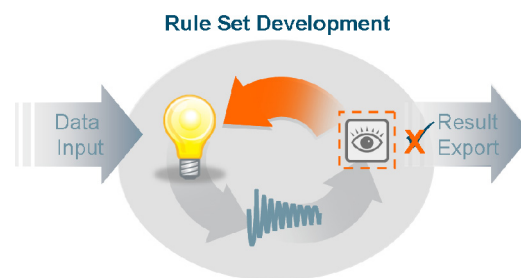 Rule Set Development
Data
Input
Result
Export